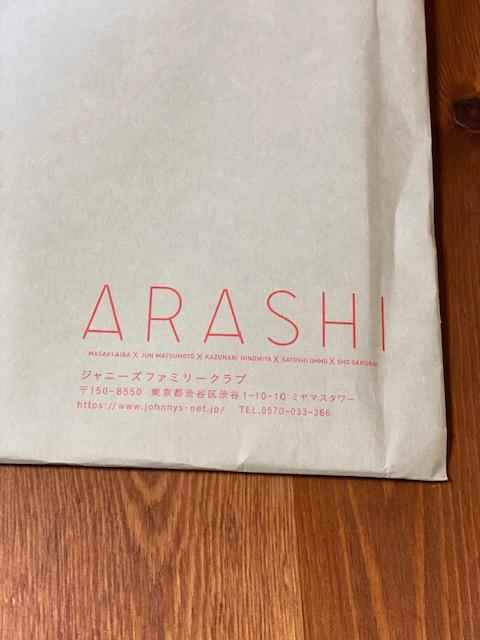 ARASHI
MASAKI AIBA X JUN MATSUMOTO X KAZUNARI NINOMIYA X SATOSHI OHNO X SHO SAKURAI
ジャニーズファミリークラブ
〒150-8550 東京都渋谷区渋谷1-10-10 ミヤマスタワー
https://www.johnnys-net.jp/ TEL.0570-033-366